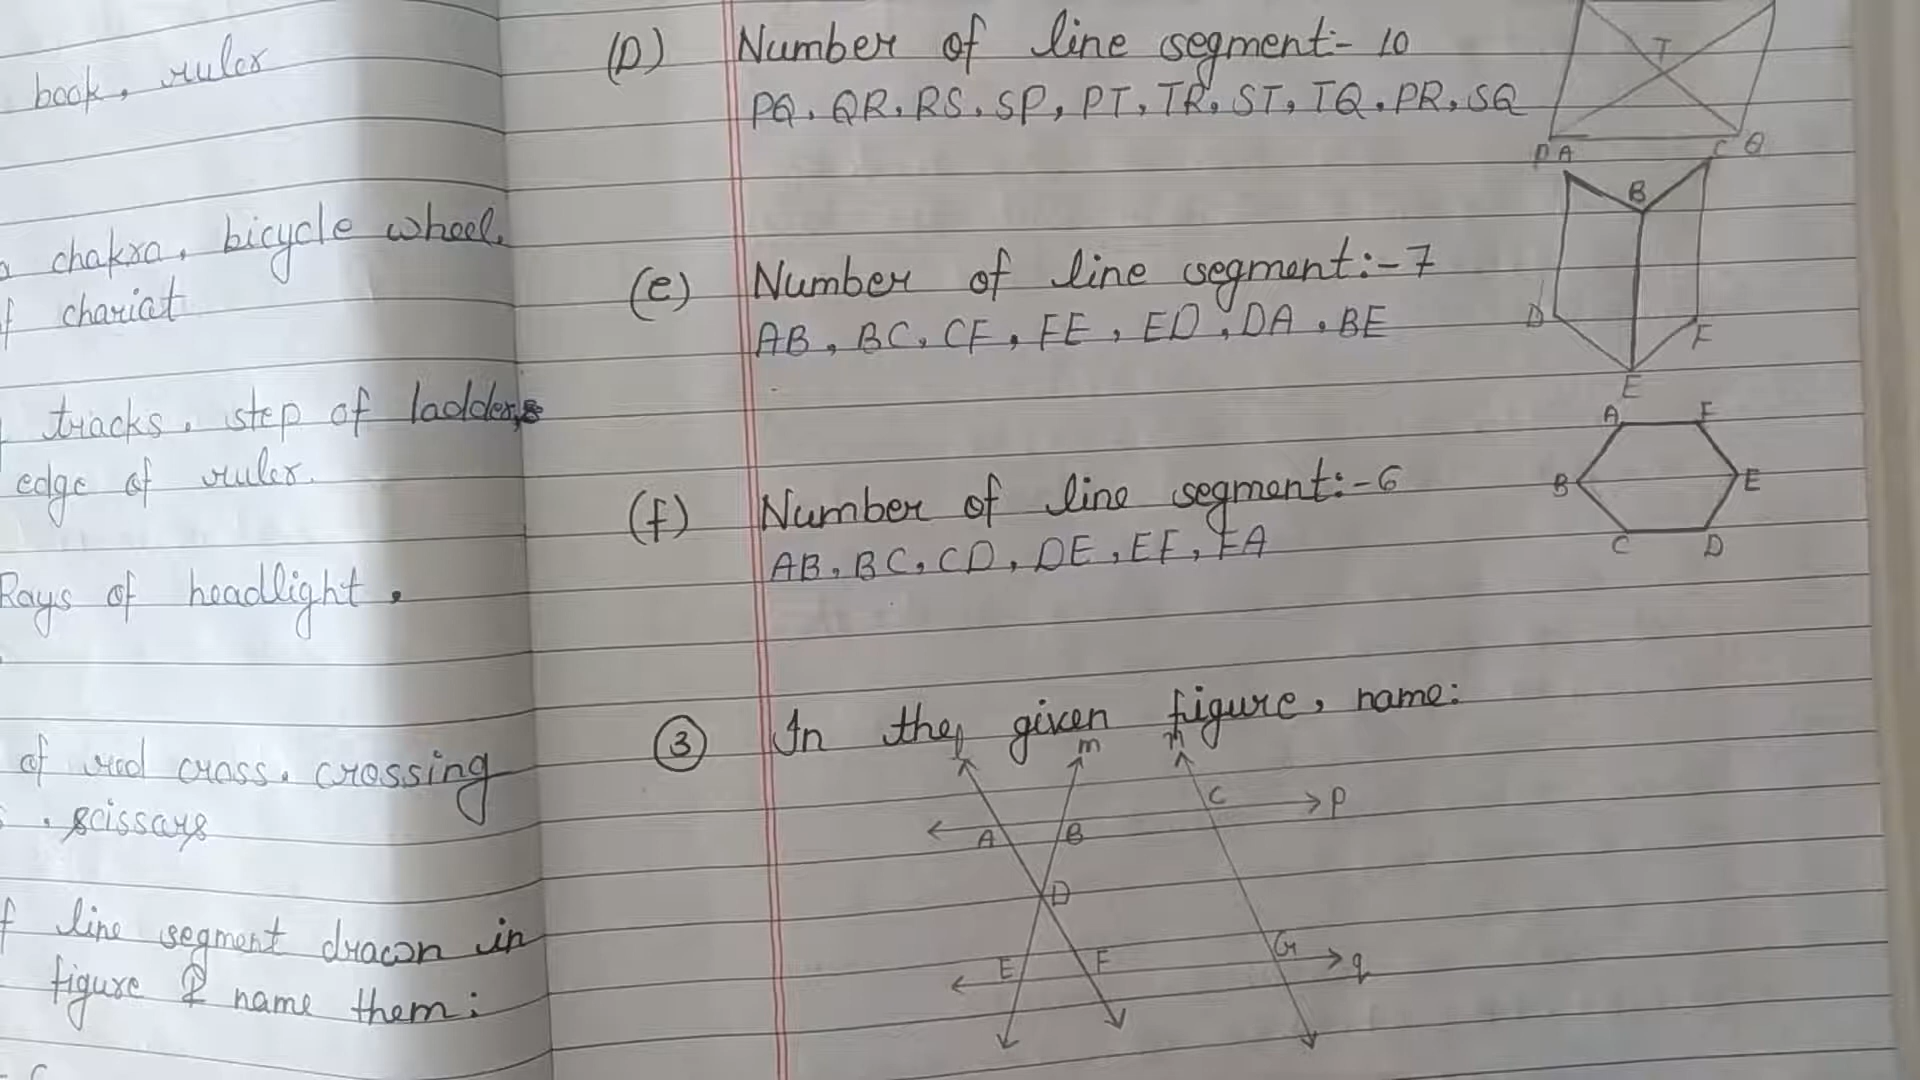 book, ruler
chakra, bicycle wheel,
chariot
tracks, step of ladders
edge of ruler.
Rays of headlight,
of red cross, crossing
, scissars
line segment drawn in
figure & name them:
(D) Number of line segment:- 10
PQ, QR, RS, SP, PT, TR, ST, TQ, PR, SQ
T
P Q
(e) Number of line segment:- 7
AB, BC, CF, FE, ED, DA, BE
A B C
D E F
(f) Number of line segment:- 6
AB, BC, CD, DE, EF, FA
A F
B E
C D
3 In the given figure, name:
l m n
C p
A B
D
E F G q